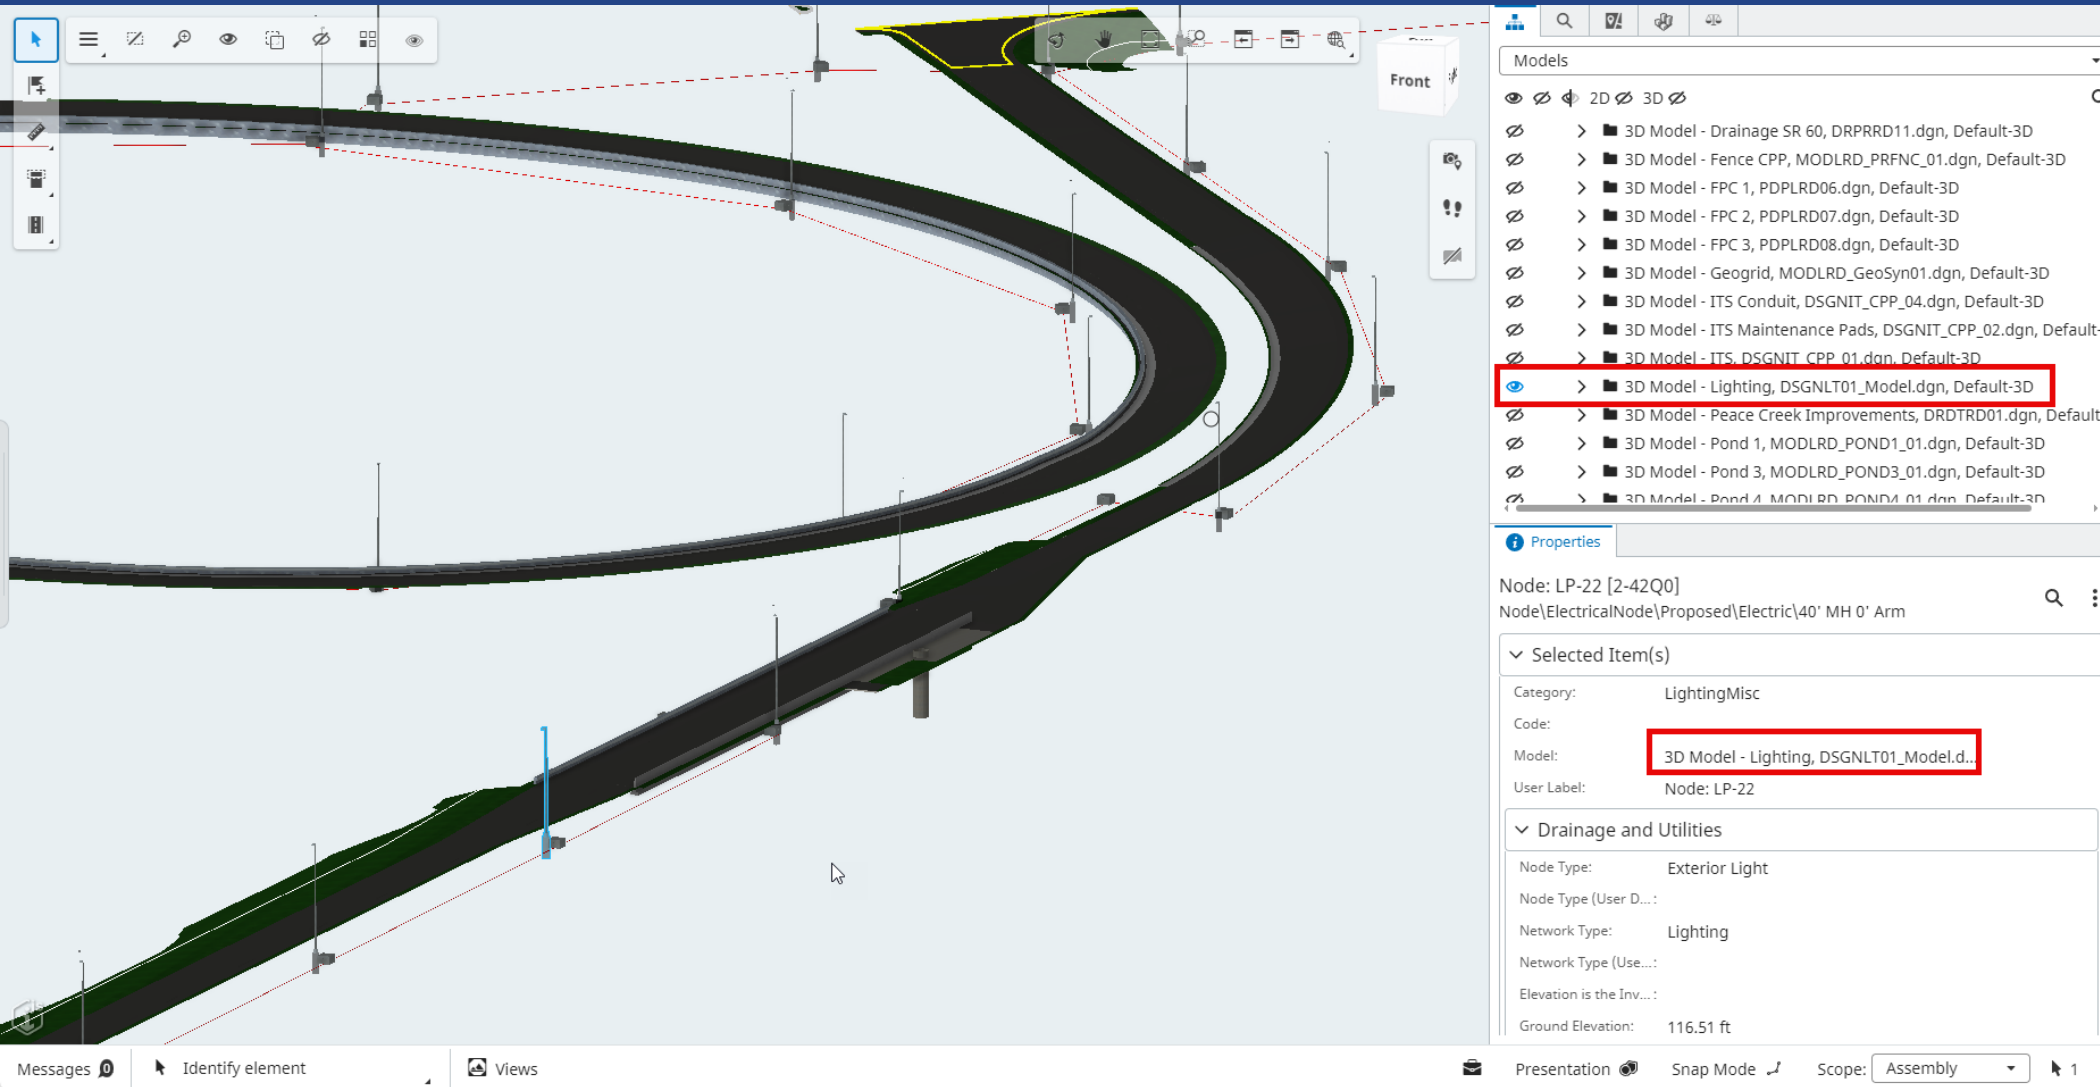 Front
Models
2D 3D
3D Model - Drainage SR 60, DRPRRD11.dgn, Default-3D
3D Model - Fence CPP, MODLRD_PRFNC_01.dgn, Default-3D
3D Model - FPC 1, PDPLRD06.dgn, Default-3D
3D Model - FPC 2, PDPLRD07.dgn, Default-3D
3D Model - FPC 3, PDPLRD08.dgn, Default-3D
3D Model - Geogrid, MODLRD_GeoSyn01.dgn, Default-3D
3D Model - ITS Conduit, DSGNIT_CPP_04.dgn, Default-3D
3D Model - ITS Maintenance Pads, DSGNIT_CPP_02.dgn, Default-
3D Model - ITS, DSGNIT_CPP_01.dgn, Default-3D
3D Model - Lighting, DSGNLT01_Model.dgn, Default-3D
3D Model - Peace Creek Improvements, DRDTRD01.dgn, Default
3D Model - Pond 1, MODLRD_POND1_01.dgn, Default-3D
3D Model - Pond 3, MODLRD_POND3_01.dgn, Default-3D
3D Model - Pond 4, MODLRD_POND4_01.dgn, Default-3D
Properties
Node: LP-22 [2-42Q0]
Node\ElectricalNode\Proposed\Electric\40' MH 0' Arm
Selected Item(s)
Category: LightingMisc
Code:
Model: 3D Model - Lighting, DSGNLT01_Model.d...
User Label: Node: LP-22
Drainage and Utilities
Node Type: Exterior Light
Node Type (User D...:
Network Type: Lighting
Network Type (Use...:
Elevation is the Inv...:
Ground Elevation: 116.51 ft
Messages 0 Identify element Views Presentation Snap Mode Scope: Assembly 1